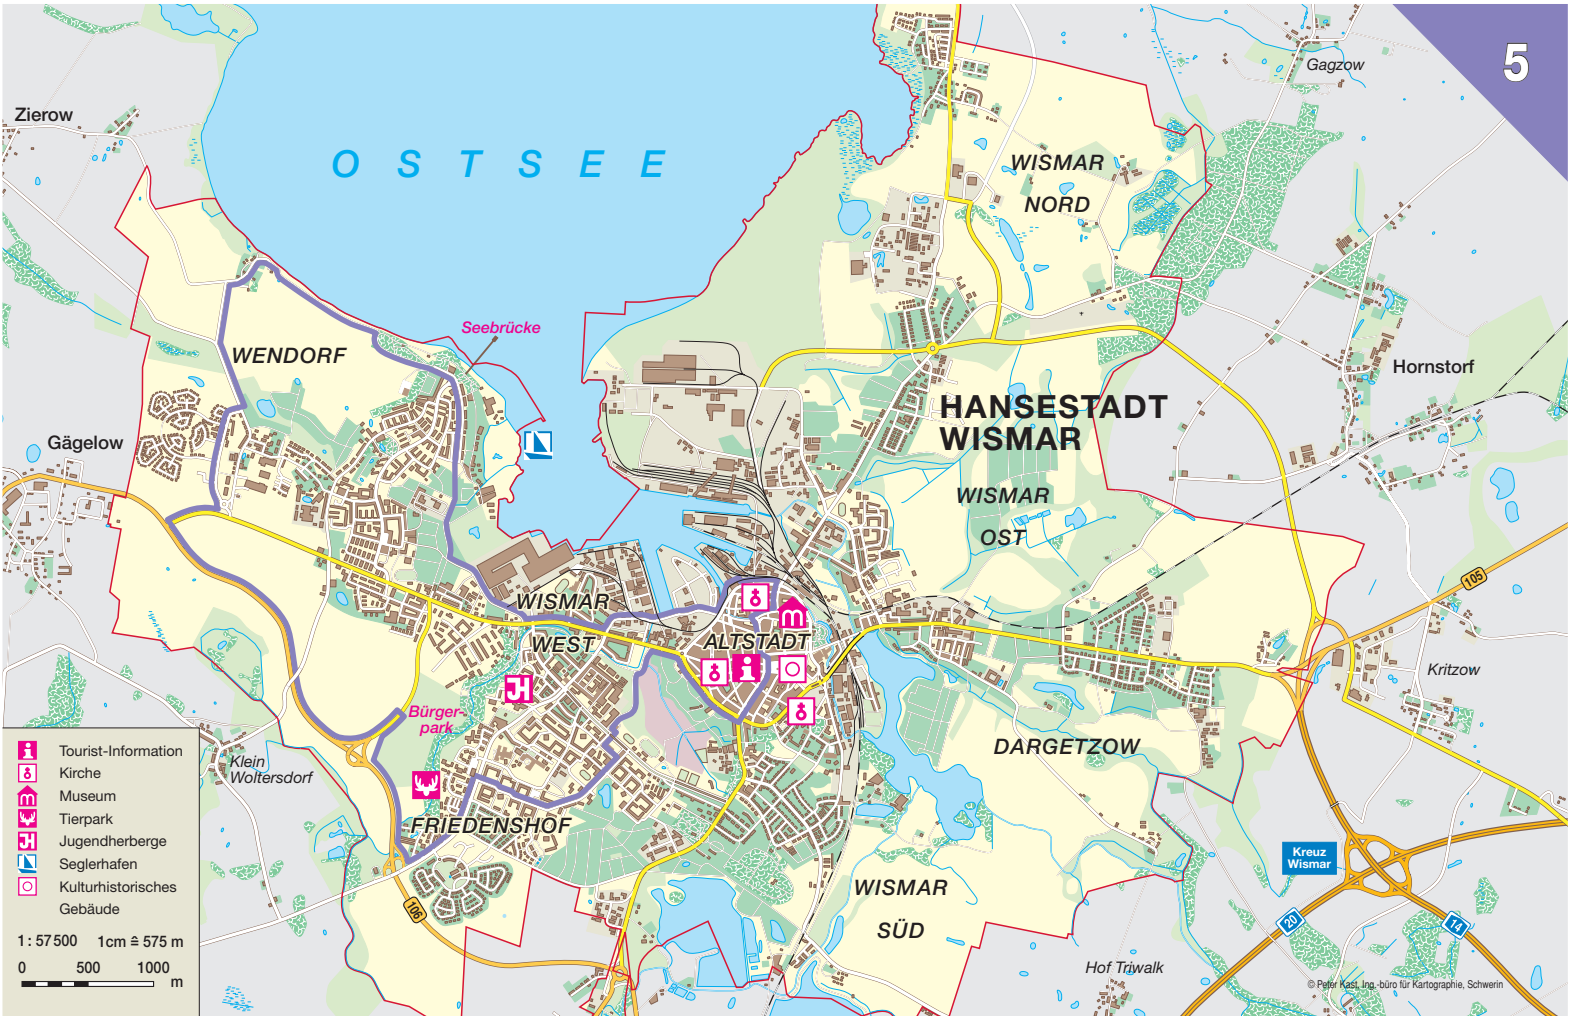 5
Gagzow
Zierow
OSTSEE
WISMAR
NORD
Seebrücke
WENDORF
Hornstorf
HANSESTADT
WISMAR
Gägelow
WISMAR
OST
105
WISMAR
WEST
ALTSTADT
Kritzow
Bürger-
park
DARGETZOW
Klein
Woltersdorf
FRIEDENSHOF
Kreuz
Wismar
WISMAR
SÜD
106
20
14
Hof Triwalk
Tourist-Information
Kirche
Museum
Tierpark
Jugendherberge
Seglerhafen
Kulturhistorisches
Gebäude
1 : 57 500 1cm ≙ 575 m
0 500 1000
m
© Peter Kast, Ing.-büro für Kartographie, Schwerin